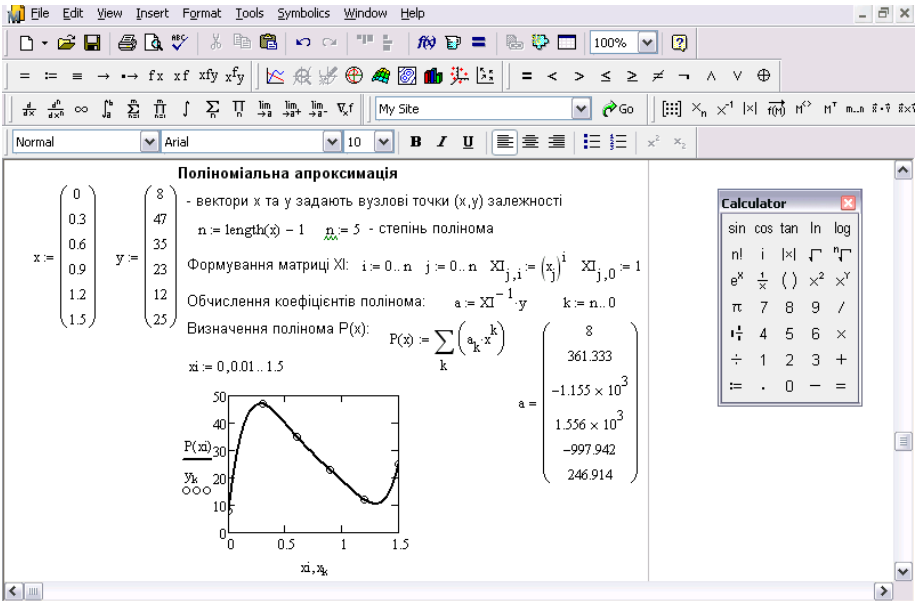 File Edit View Insert Format Tools Symbolics Window Help
100%
= := ≡ → •→ fx xf xfy xfy = < > ≤ ≥ ≠ ¬ ∧ ∨ ⊕
My Site Go
Normal Arial 10 B I U
Поліноміальна апроксимація
x := (0 0.3 0.6 0.9 1.2 1.5) y := (8 47 35 23 12 25)
- вектори x та y задають вузлові точки (x,y) залежності
n := length(x) − 1 n := 5 - степінь полінома
Формування матриці XI: i := 0.. n j := 0.. n XI_{j,i} := (x_j)^i XI_{j,0} := 1
Обчислення коефіцієнтів полінома: a := XI^{−1}·y k := n.. 0
Визначення полінома P(x): P(x) := ∑_k (a_k·x^k)
xi := 0,0.01.. 1.5
a = (8 361.333 −1.155 × 10^3 1.556 × 10^3 −997.942 246.914)
50
40
P(xi) 30
y_k 20
10
0
0 0.5 1 1.5
xi,x_k
Calculator
sin cos tan ln log
n! i |×| √ ⁿ√
e^x 1/x ( ) ×² ×^Y
π 7 8 9 /
4 5 6 ×
÷ 1 2 3 +
:= . 0 − =